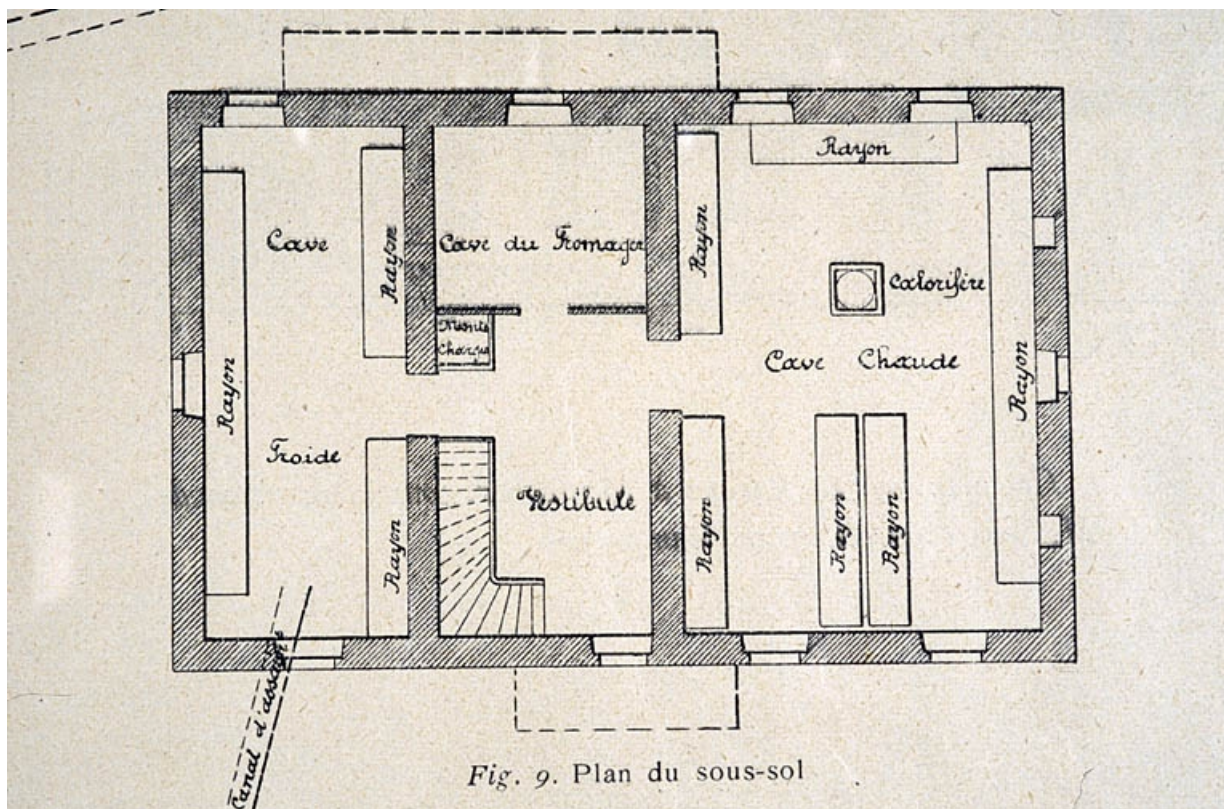 Rayon
Cave
Rayon
Cave du Fromager
Rayon
Calorifère
Monte
Charge
Cave Chaude
Rayon
Rayon
Froide
Vestibule
Rayon
Rayon
Rayon
Rayon
Canal d'assain
Fig. 9. Plan du sous-sol